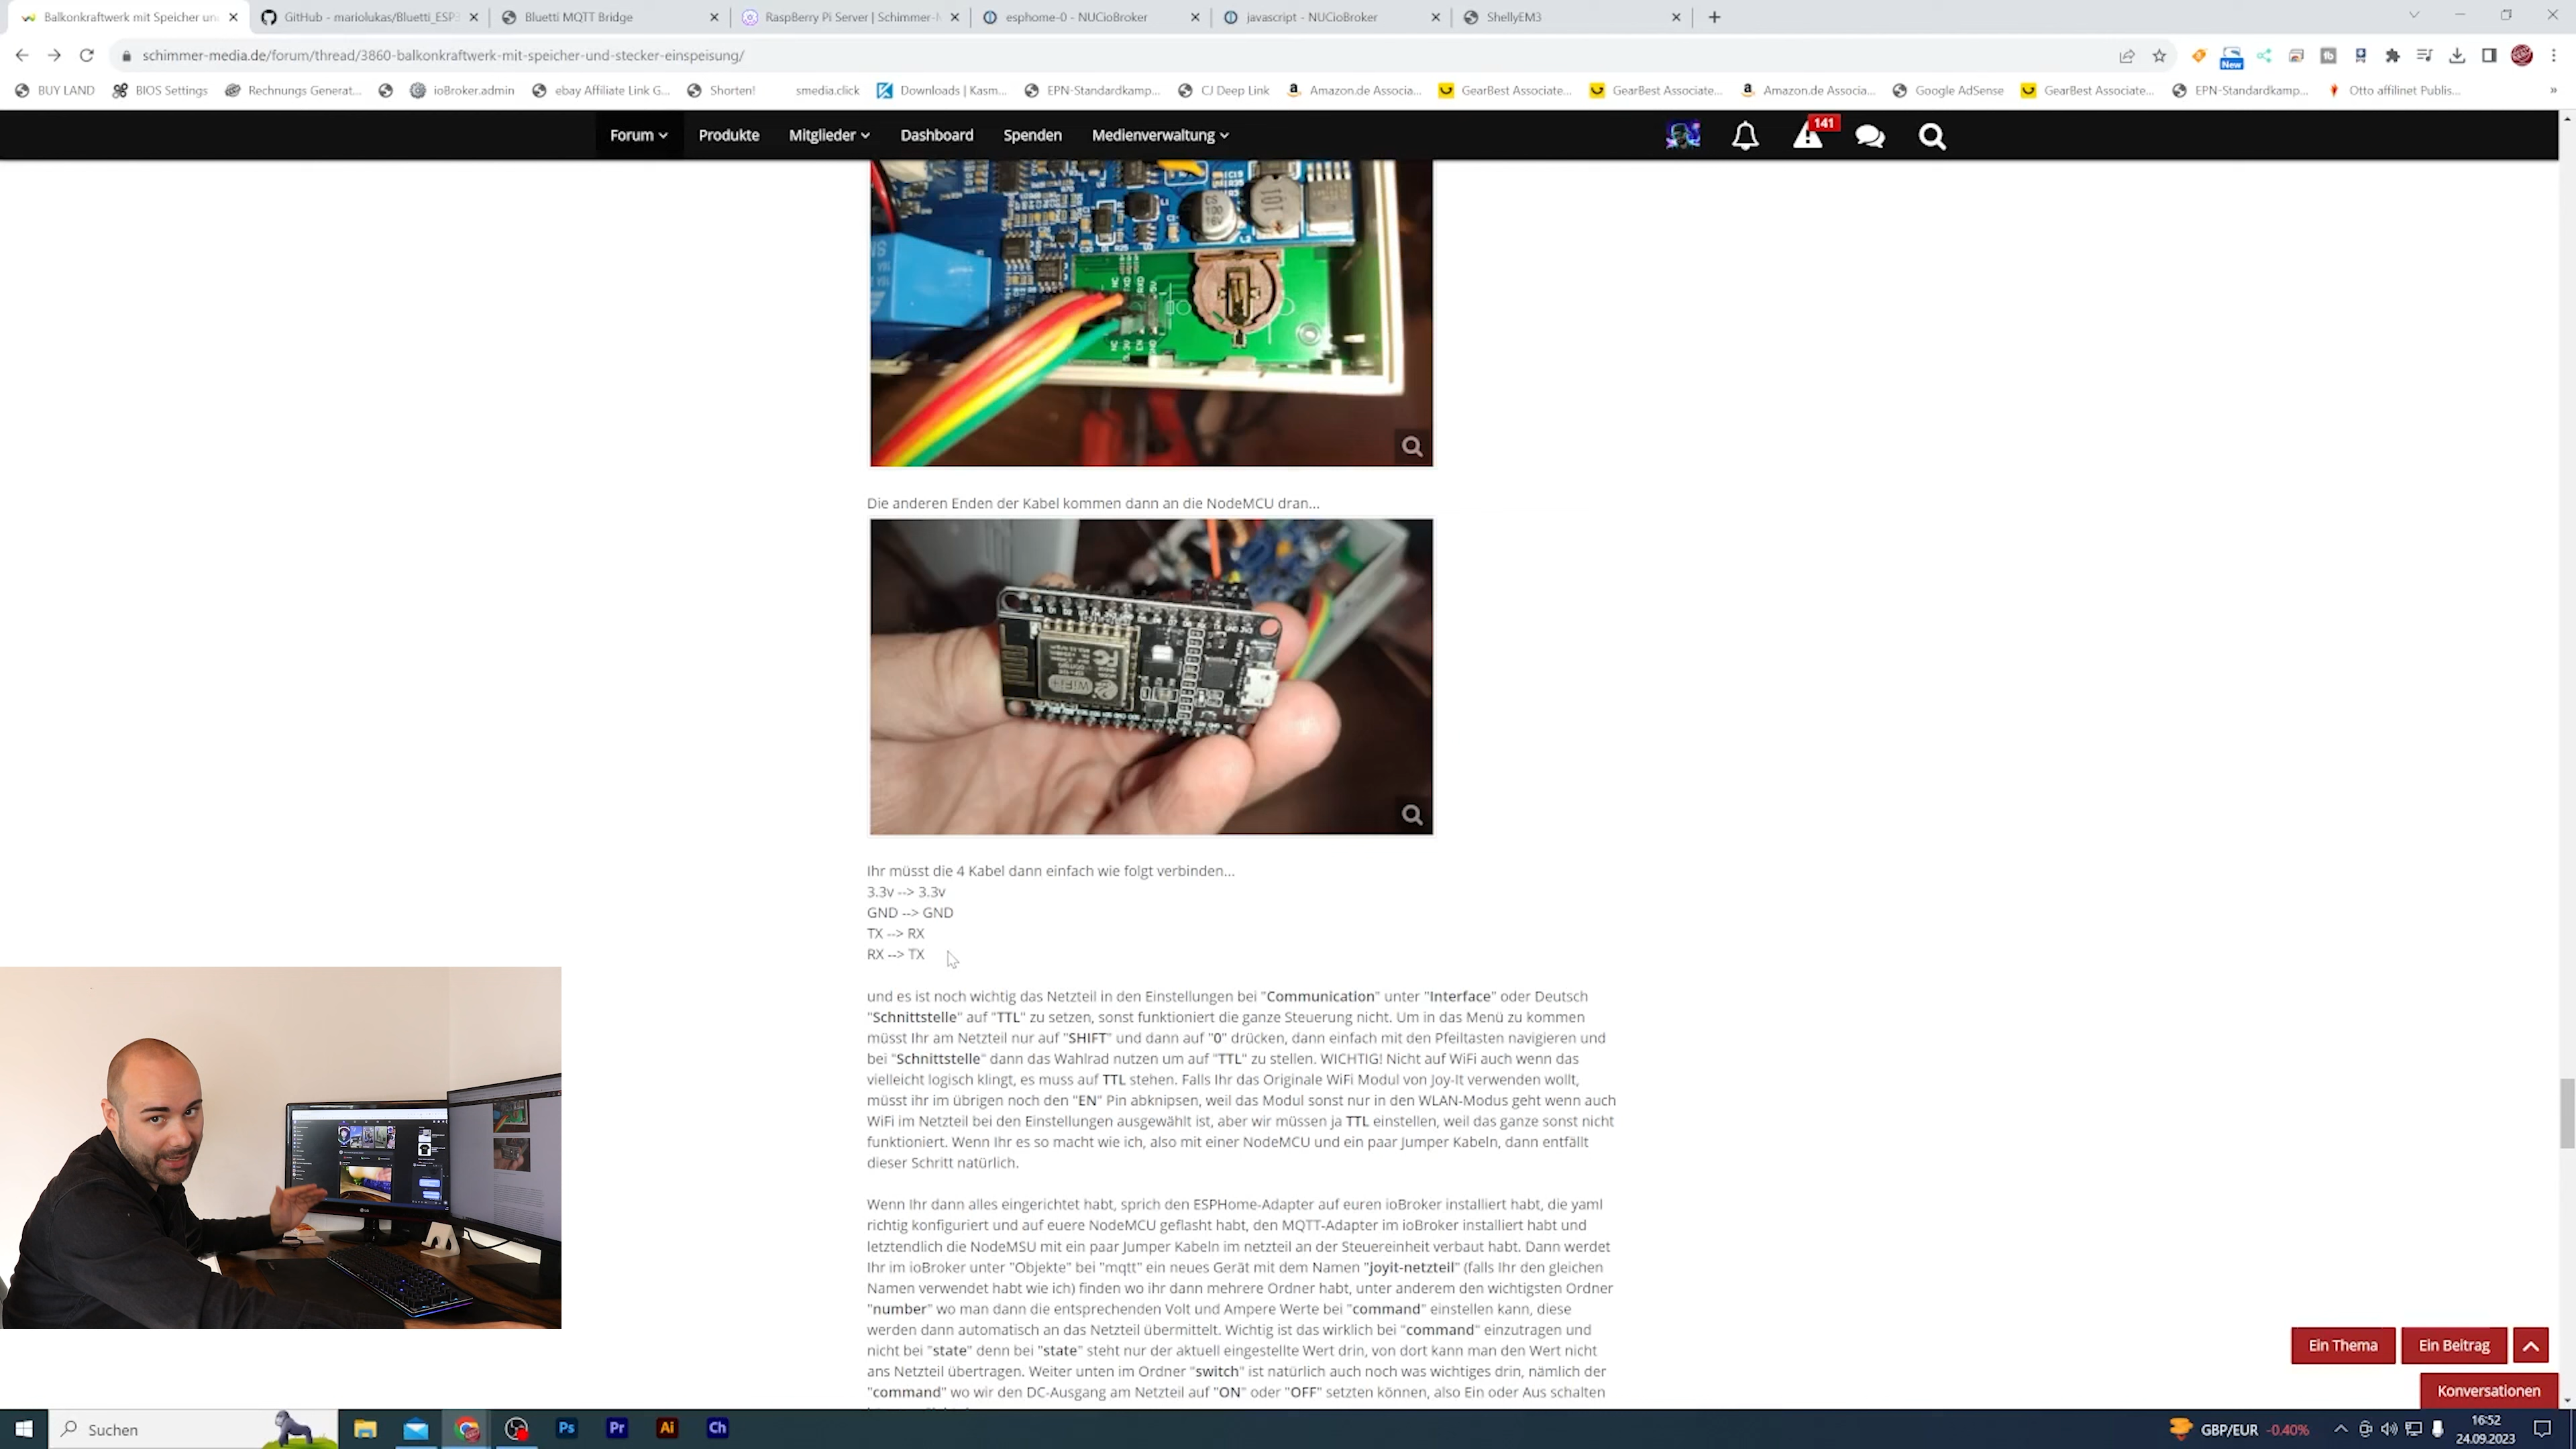 Balkonkraftwerk mit Speicher un
GitHub - mariolukas/Bluetti_ESP3
Bluetti MQTT Bridge
RaspBerry Pi Server | Schimmer-M
esphome-0 - NUCioBroker
javascript - NUCioBroker
ShellyEM3
schimmer-media.de/forum/thread/3860-balkonkraftwerk-mit-speicher-und-stecker-einspeisung/
New
BUY LAND
BIOS Settings
Rechnungs Generat...
ioBroker.admin
ebay Affiliate Link G...
Shorten!
smedia.click
Downloads | Kasm...
EPN-Standardkamp...
CJ Deep Link
Amazon.de Associa...
GearBest Associate...
GearBest Associate...
Amazon.de Associa...
Google AdSense
GearBest Associate...
EPN-Standardkamp...
Otto affilinet Publis...
»
Forum
Produkte
Mitglieder
Dashboard
Spenden
Medienverwaltung
141
CS
100
16V
101
NC
TXD
RXD
5V
NC
EN
GND
Die anderen Enden der Kabel kommen dann an die NodeMCU dran...
WiFi
FC
FLASH
Ihr müsst die 4 Kabel dann einfach wie folgt verbinden...
3.3v --> 3.3v
GND --> GND
TX --> RX
RX --> TX
und es ist noch wichtig das Netzteil in den Einstellungen bei "Communication" unter "Interface" oder Deutsch
"Schnittstelle" auf "TTL" zu setzen, sonst funktioniert die ganze Steuerung nicht. Um in das Menü zu kommen
müsst Ihr am Netzteil nur auf "SHIFT" und dann auf "0" drücken, dann einfach mit den Pfeiltasten navigieren und
bei "Schnittstelle" dann das Wahlrad nutzen um auf "TTL" zu stellen. WICHTIG! Nicht auf WiFi auch wenn das
vielleicht logisch klingt, es muss auf TTL stehen. Falls Ihr das Originale WiFi Modul von Joy-It verwenden wollt,
müsst ihr im übrigen noch den "EN" Pin abknipsen, weil das Modul sonst nur in den WLAN-Modus geht wenn auch
WiFi im Netzteil bei den Einstellungen ausgewählt ist, aber wir müssen ja TTL einstellen, weil das ganze sonst nicht
funktioniert. Wenn Ihr es so macht wie ich, also mit einer NodeMCU und ein paar Jumper Kabeln, dann entfällt
dieser Schritt natürlich.
Wenn Ihr dann alles eingerichtet habt, sprich den ESPHome-Adapter auf euren ioBroker installiert habt, die yaml
richtig konfiguriert und auf euere NodeMCU geflasht habt, den MQTT-Adapter im ioBroker installiert habt und
letztendlich die NodeMSU mit ein paar Jumper Kabeln im netzteil an der Steuereinheit verbaut habt. Dann werdet
Ihr im ioBroker unter "Objekte" bei "mqtt" ein neues Gerät mit dem Namen "joyit-netzteil" (falls Ihr den gleichen
Namen verwendet habt wie ich) finden wo ihr dann mehrere Ordner habt, unter anderem den wichtigsten Ordner
"number" wo man dann die entsprechenden Volt und Ampere Werte bei "command" einstellen kann, diese
werden dann automatisch an das Netzteil übermittelt. Wichtig ist das wirklich bei "command" einzutragen und
nicht bei "state" denn bei "state" steht nur der aktuell eingestellte Wert drin, von dort kann man den Wert nicht
ans Netzteil übertragen. Weiter unten im Ordner "switch" ist natürlich auch noch was wichtiges drin, nämlich der
"command" wo wir den DC-Ausgang am Netzteil auf "ON" oder "OFF" setzten können, also Ein oder Aus schalten
Ein Thema
Ein Beitrag
Konversationen
Suchen
Ps
Pr
Ai
Ch
GBP/EUR -0.40%
16:52
24.09.2023